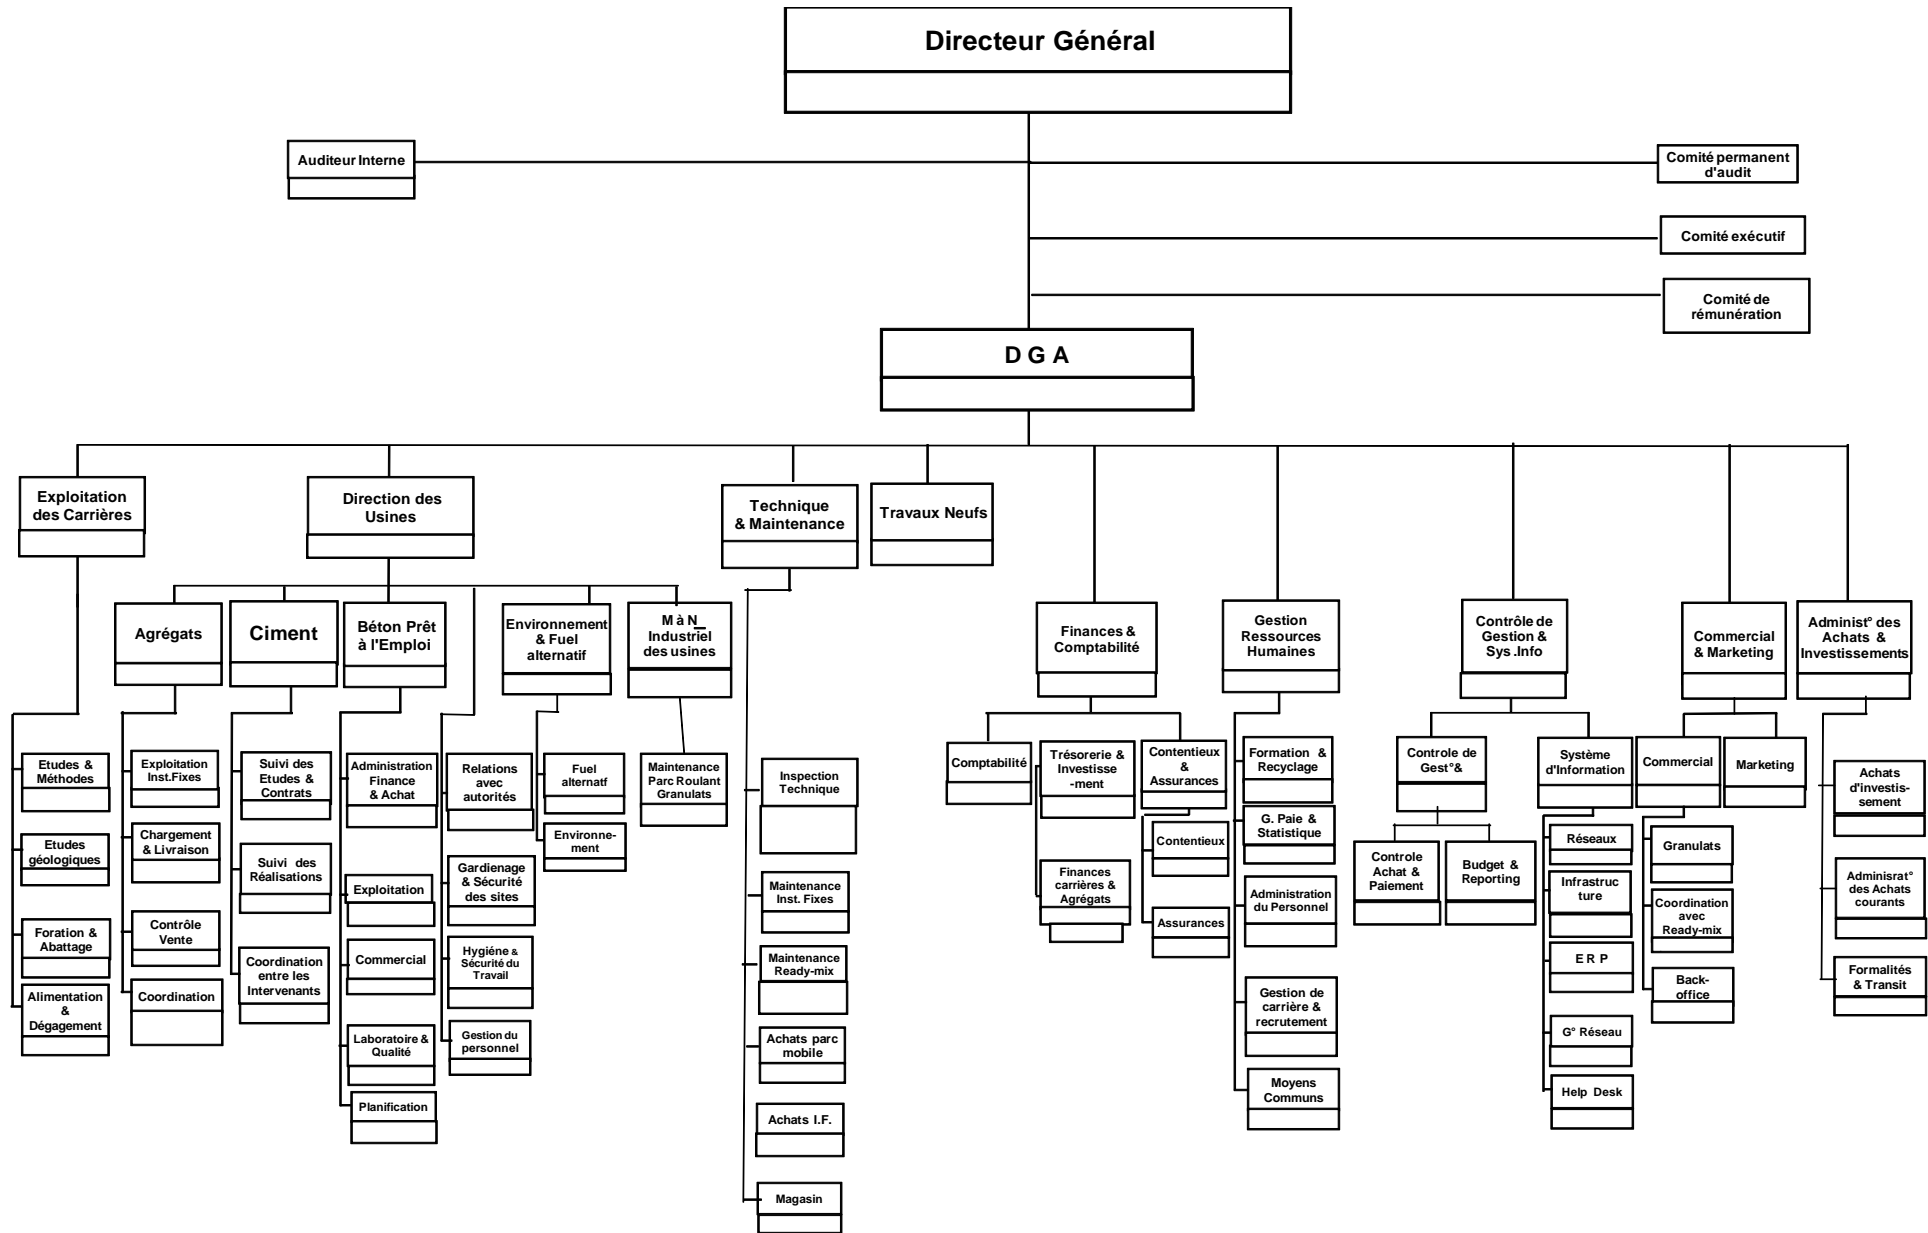 Directeur Général
Auditeur Interne
Comité permanent
d'audit
Comité exécutif
Comité de
rémunération
D G A
Exploitation
des Carrières
Direction des
Usines
Technique
& Maintenance
Travaux Neufs
Agrégats
Ciment
Béton Prêt
à l'Emploi
Environnement
& Fuel
alternatif
M à N_
Industriel
des usines
Finances &
Comptabilité
Gestion
Ressources
Humaines
Contrôle de
Gestion &
Sys .Info
Commercial
& Marketing
Administ° des
Achats &
Investissements
Etudes &
Méthodes
Etudes
géologiques
Foration &
Abattage
Alimentation
&
Dégagement
Exploitation
Inst.Fixes
Chargement
& Livraison
Contrôle
Vente
Coordination
Suivi des
Etudes &
Contrats
Suivi des
Réalisations
Coordination
entre les
Intervenants
Administration
Finance
& Achat
Exploitation
Commercial
Laboratoire &
Qualité
Planification
Relations
avec
autorités
Gardienage
& Sécurité
des sites
Hygiéne &
Sécurité du
Travail
Gestion du
personnel
Fuel
alternatf
Environne-
ment
Maintenance
Parc Roulant
Granulats
Inspection
Technique
Maintenance
Inst. Fixes
Maintenance
Ready-mix
Achats parc
mobile
Achats I.F.
Magasin
Comptabilité
Trésorerie &
Investisse
-ment
Finances
carrières &
Agrégats
Contentieux
&
Assurances
Contentieux
Assurances
Formation &
Recyclage
G. Paie &
Statistique
Administration
du Personnel
Gestion de
carrière &
recrutement
Moyens
Communs
Controle de
Gest°&
Controle
Achat &
Paiement
Budget &
Reporting
Système
d'Information
Réseaux
Infrastruc
ture
E R P
G° Réseau
Help Desk
Commercial
Granulats
Coordination
avec
Ready-mix
Back-
office
Marketing
Achats
d'investis-
sement
Adminisrat°
des Achats
courants
Formalités
& Transit